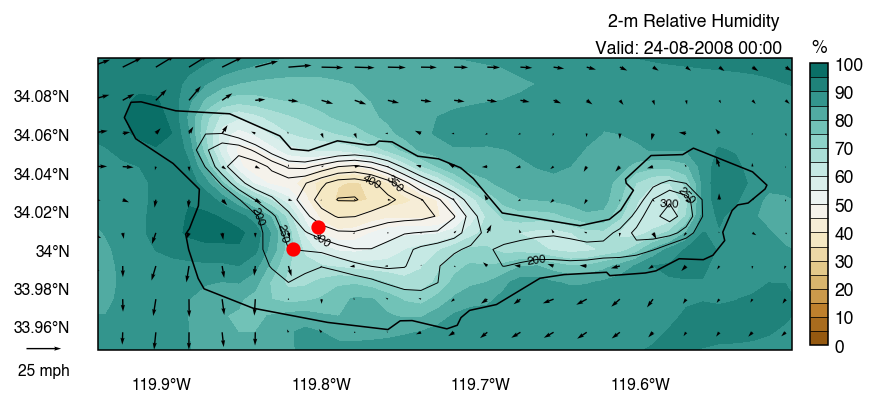 2-m Relative Humidity
Valid: 24-08-2008 00:00
%
34.08°N
34.06°N
34.04°N
34.02°N
34°N
33.98°N
33.96°N
25 mph
119.9°W
119.8°W
119.7°W
119.6°W
100
90
80
70
60
50
40
30
20
10
0
400
350
250
300
200
250
300
200